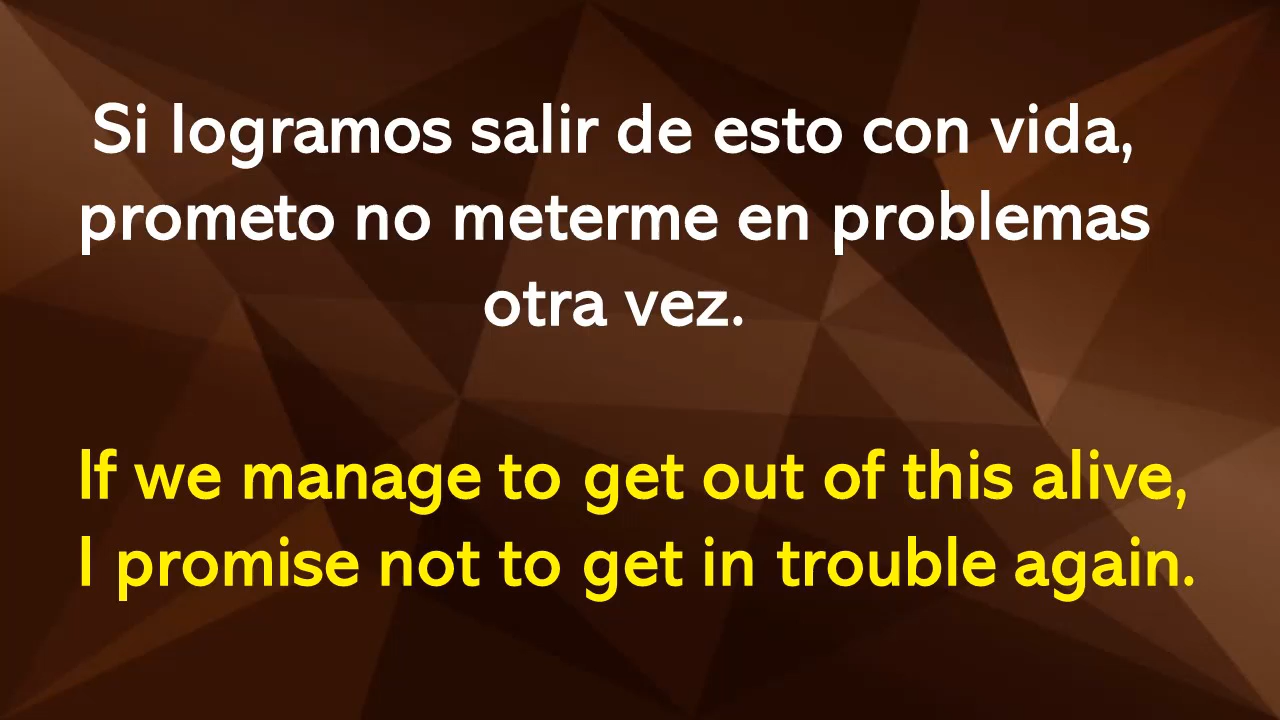 Si logramos salir de esto con vida,
prometo no meterme en problemas
otra vez.
If we manage to get out of this alive,
I promise not to get in trouble again.